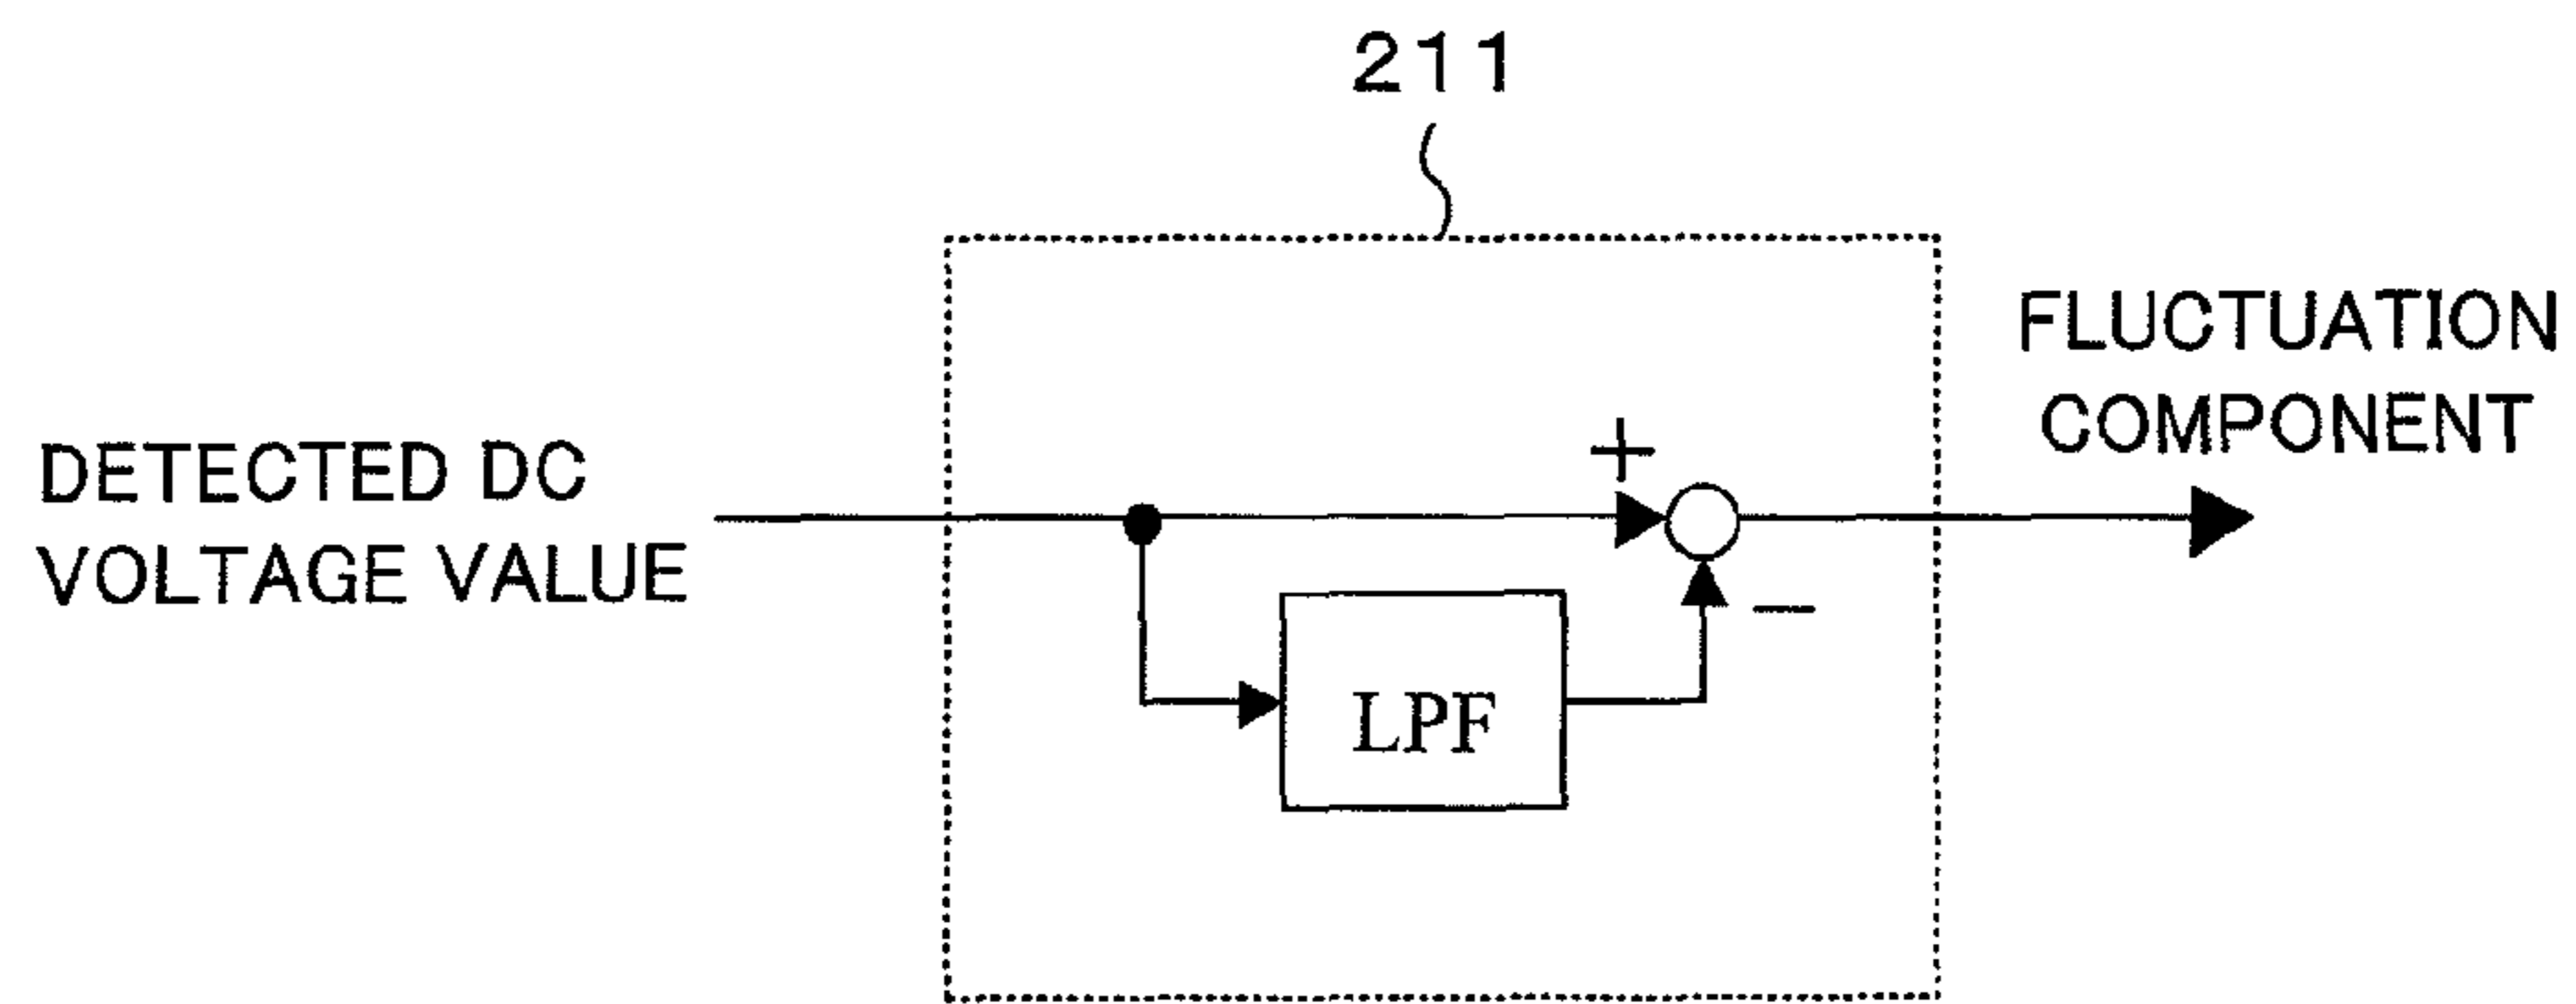 211
FLUCTUATION
COMPONENT
DETECTED DC
VOLTAGE VALUE
+
−
LPF